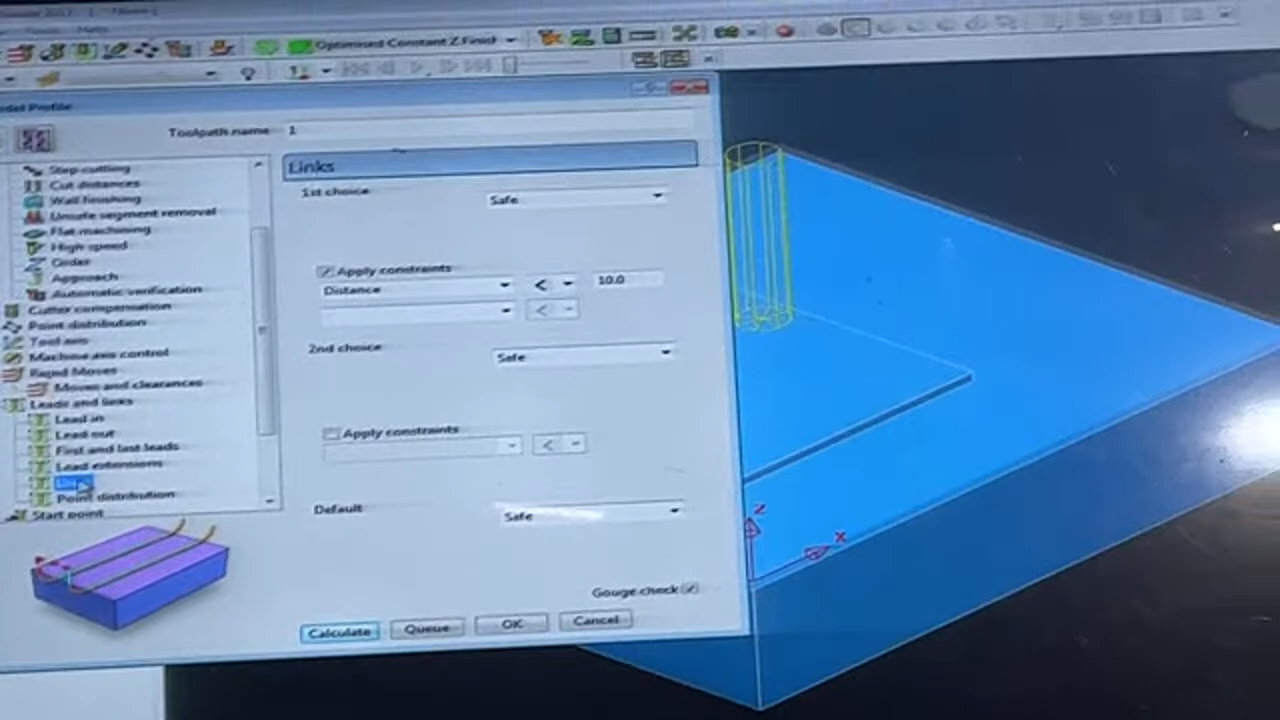 Help
Optimised Constant Z Finish
Model Profile
Toolpath name 1
Step cutting
Cut distances
Wall finishing
Unsafe segment removal
Flat machining
High speed
Order
Approach
Automatic verification
Cutter compensation
Point distribution
Tool axis
Machine axis control
Rapid Moves
Moves and clearances
Leads and links
Lead in
Lead out
First and last leads
Lead extensions
Point distribution
Start point
Links
1st choice
Safe
Apply constraints
Distance < 10.0
<
2nd choice
Safe
Apply constraints
<
Default
Safe
Gouge check
Calculate Queue OK Cancel
Z
X